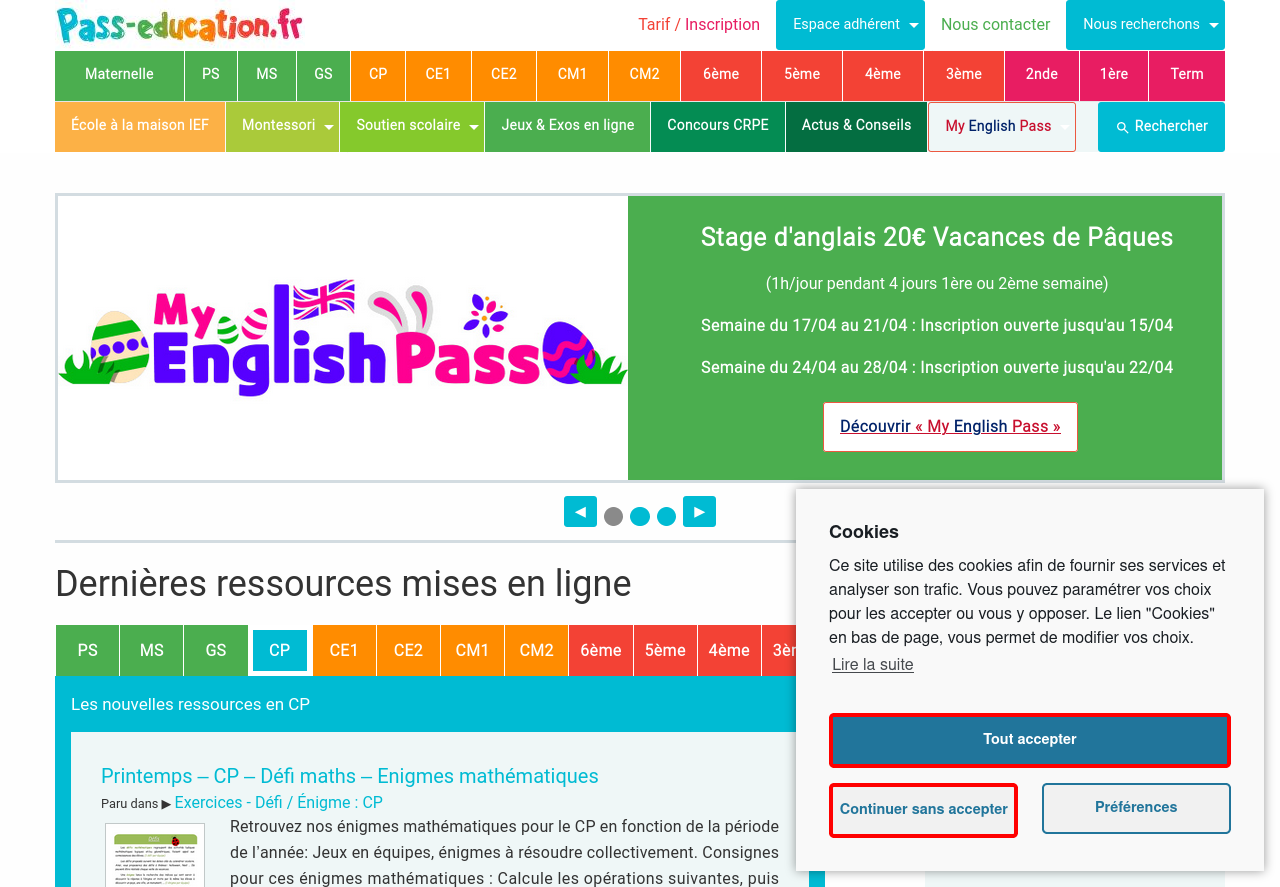 Pass-education.fr
Tarif / Inscription
Espace adhérent
Nous contacter
Nous recherchons
Maternelle PS MS GS CP CE1 CE2 CM1 CM2 6ème 5ème 4ème 3ème 2nde 1ère Term
École à la maison IEF Montessori Soutien scolaire Jeux & Exos en ligne Concours CRPE Actus & Conseils My English Pass Rechercher
My
English Pass
Stage d'anglais 20€ Vacances de Pâques
(1h/jour pendant 4 jours 1ère ou 2ème semaine)
Semaine du 17/04 au 21/04 : Inscription ouverte jusqu'au 15/04
Semaine du 24/04 au 28/04 : Inscription ouverte jusqu'au 22/04
Découvrir « My English Pass »
◄ ►
Dernières ressources mises en ligne
PS MS GS CP CE1 CE2 CM1 CM2 6ème 5ème 4ème
Les nouvelles ressources en CP
Printemps – CP – Défi maths – Enigmes mathématiques
Paru dans ▶ Exercices - Défi / Énigme : CP
Retrouvez nos énigmes mathématiques pour le CP en fonction de la période
de l'année: Jeux en équipes, énigmes à résoudre collectivement. Consignes
pour ces énigmes mathématiques : Calcule les opérations suivantes, puis
Cookies
Ce site utilise des cookies afin de fournir ses services et
analyser son trafic. Vous pouvez paramétrer vos choix
pour les accepter ou vous y opposer. Le lien "Cookies"
en bas de page, vous permet de modifier vos choix.
Lire la suite
Tout accepter
Continuer sans accepter
Préférences